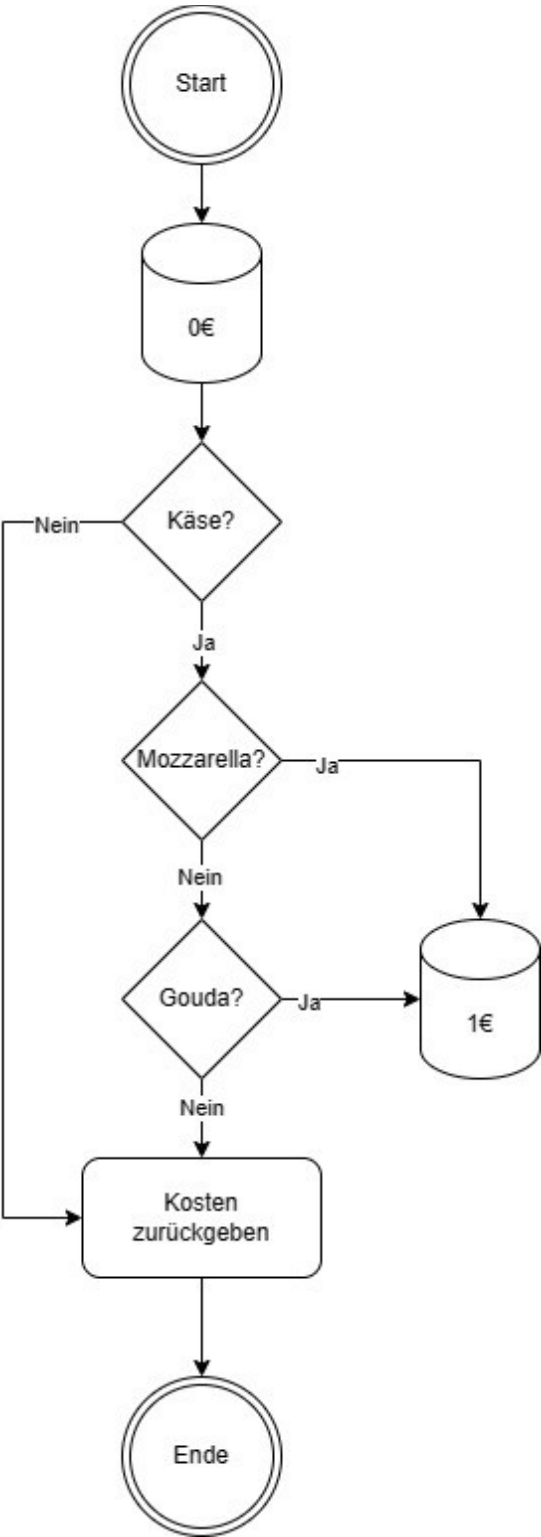 Start
0€
Käse?
Nein
Ja
Mozzarella?
Ja
Nein
Gouda?
Ja
1€
Nein
Kosten
zurückgeben
Ende